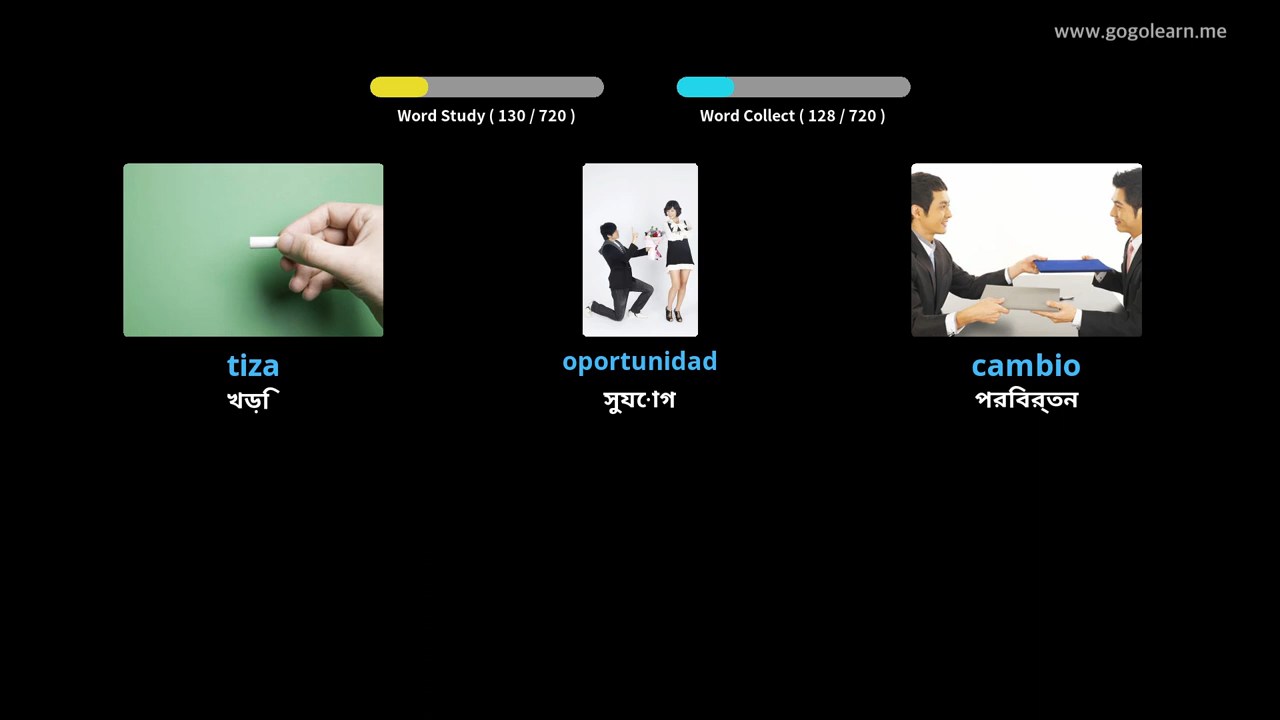 www.gogolearn.me
Word Study ( 130 / 720 )
Word Collect ( 128 / 720 )
tiza
oportunidad
cambio
খড়ি
সুযোগ
পরিবর্তন